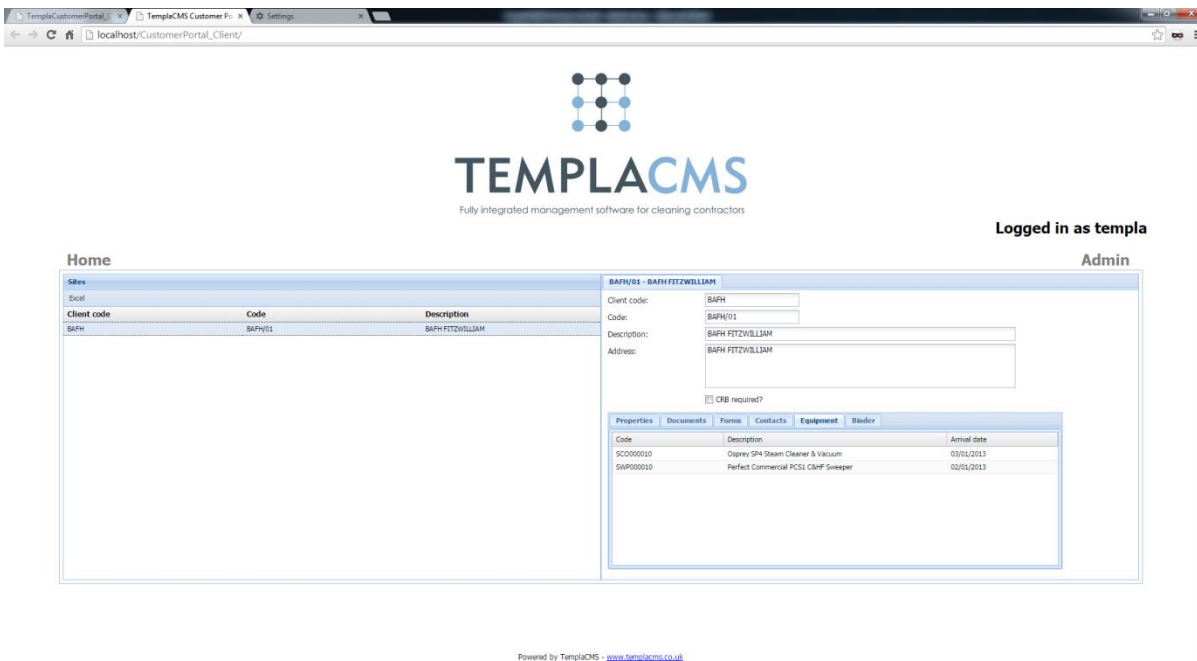 TemplaCustomerPortal_C
TemplaCMS Customer Po
Settings
localhost/CustomerPortal_Client/
TEMPLACMS
Fully integrated management software for cleaning contractors
Logged in as templa
Home
Admin
Sites
Excel
Client code Code Description
BAFH BAFH/01 BAFH FITZWILLIAM
BAFH/01 - BAFH FITZWILLIAM
Client code: BAFH
Code: BAFH/01
Description: BAFH FITZWILLIAM
Address: BAFH FITZWILLIAM
CRB required?
Properties Documents Forms Contacts Equipment Binder
Code Description Arrival date
SCO000010 Osprey SP4 Steam Cleaner & Vacuum 03/01/2013
SWP000010 Perfect Commercial PCS1 C&HF Sweeper 02/01/2013
Powered by TemplaCMS - www.templacms.co.uk